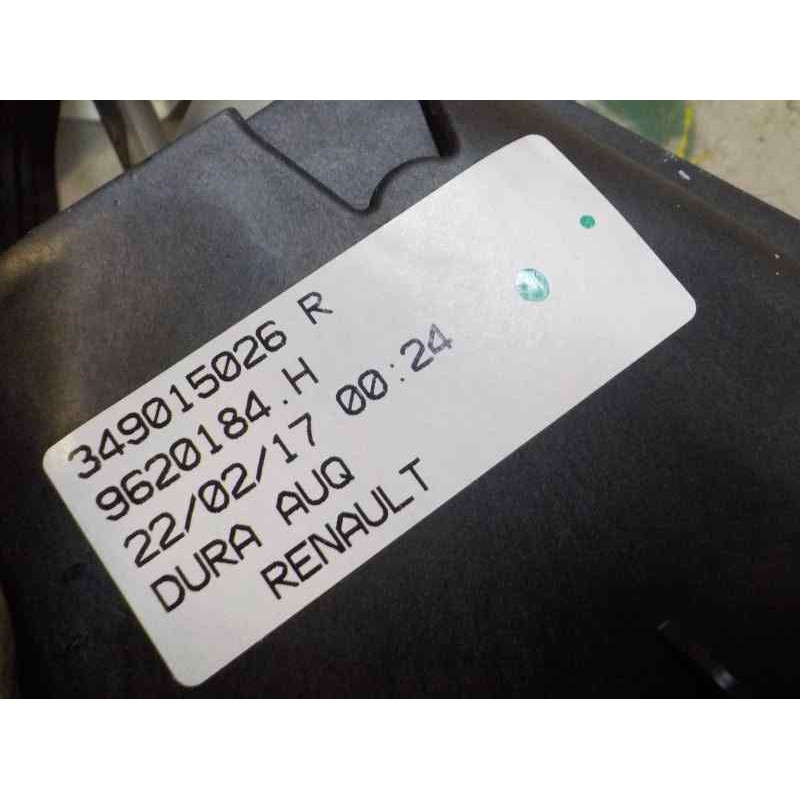 349015026 R
9620184.H
22/02/17 00:24
DURA AUQ
RENAULT